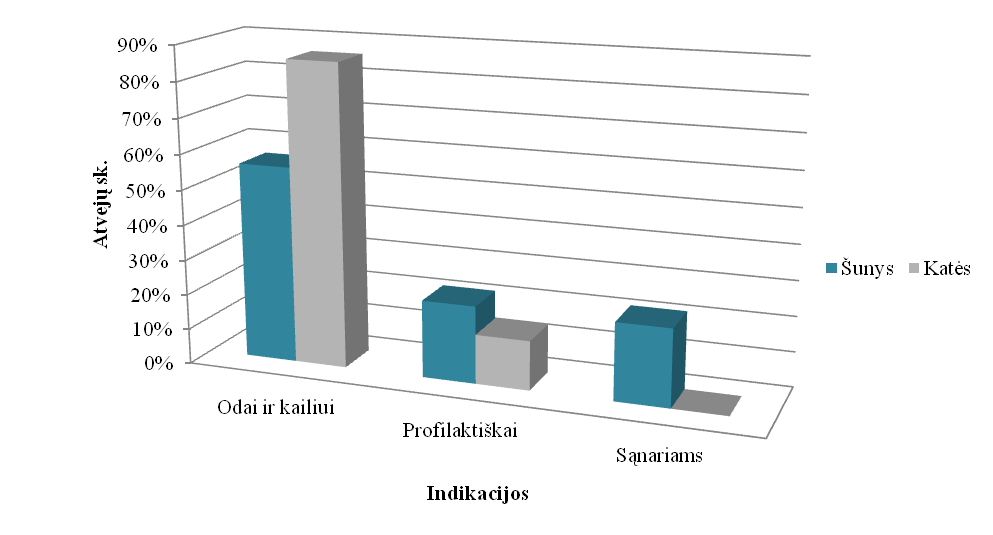 90%
80%
70%
60%
50%
40%
30%
20%
10%
0%
Atvejų sk.
Odai ir kailiui
Profilaktiškai
Sąnariams
Indikacijos
Šunys
Katės